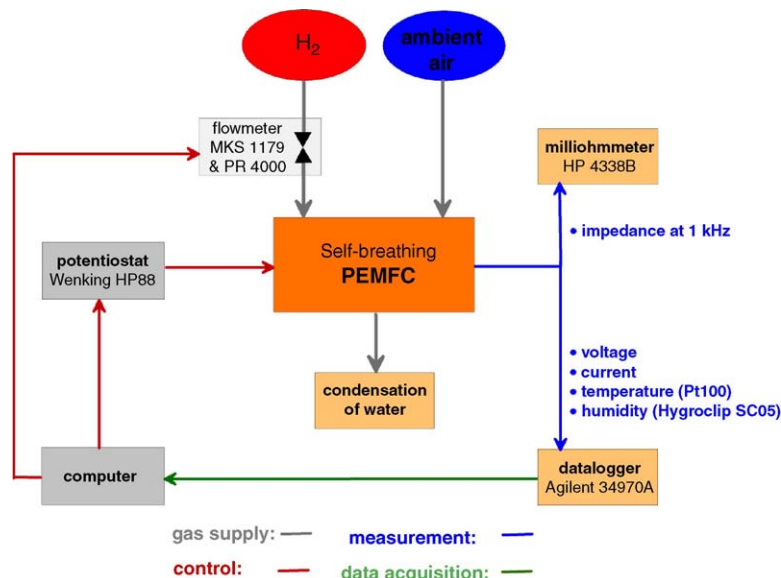 H₂
ambient
air
flowmeter
MKS 1179
& PR 4000
milliohmmeter
HP 4338B
• impedance at 1 kHz
Self-breathing
PEMFC
potentiostat
Wenking HP88
• voltage
• current
• temperature (Pt100)
• humidity (Hygroclip SC05)
condensation
of water
computer
datalogger
Agilent 34970A
gas supply:
measurement:
control:
data acquisition: